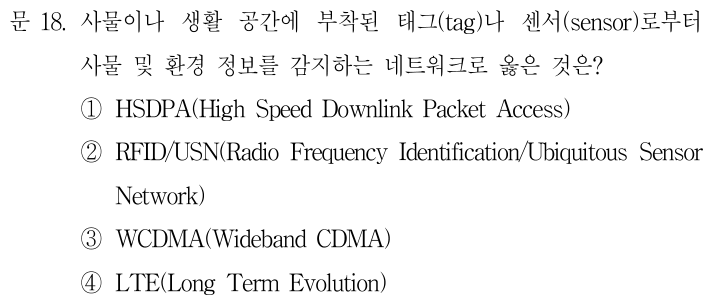 문 18. 사물이나 생활 공간에 부착된 태그(tag)나 센서(sensor)로부터
사물 및 환경 정보를 감지하는 네트워크로 옳은 것은?
① HSDPA(High Speed Downlink Packet Access)
② RFID/USN(Radio Frequency Identification/Ubiquitous Sensor
Network)
③ WCDMA(Wideband CDMA)
④ LTE(Long Term Evolution)